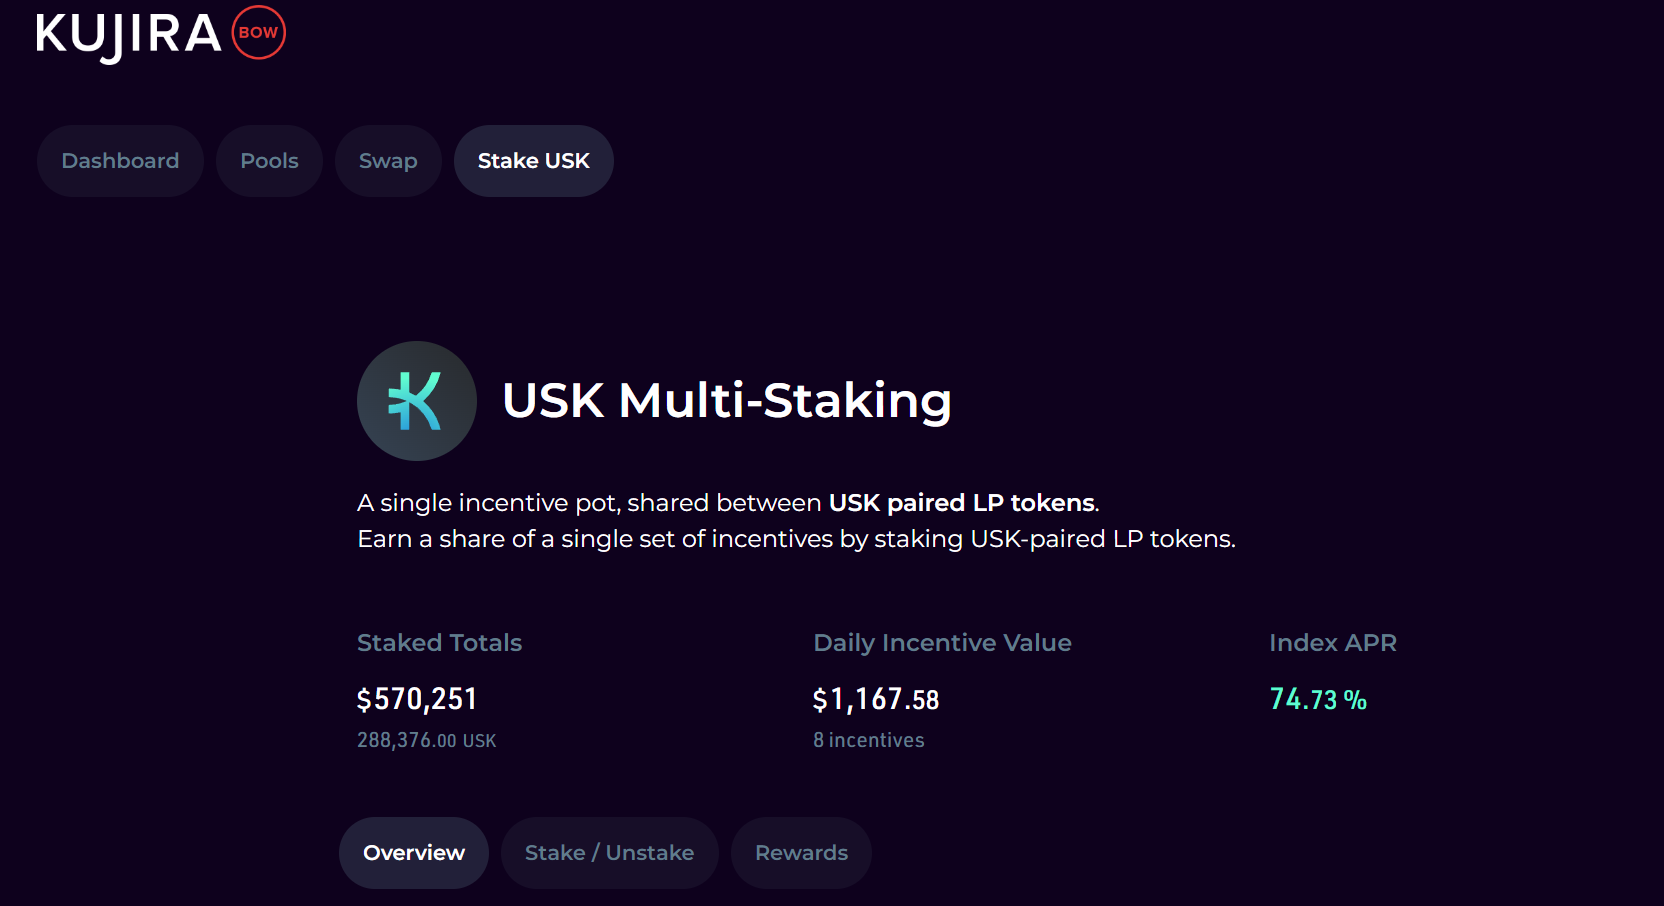 KUJIRA BOW
Dashboard Pools Swap Stake USK
USK Multi-Staking
A single incentive pot, shared between USK paired LP tokens.
Earn a share of a single set of incentives by staking USK-paired LP tokens.
Staked Totals Daily Incentive Value Index APR
$570,251 $1,167.58 74.73 %
288,376.00 USK 8 incentives
Overview Stake / Unstake Rewards